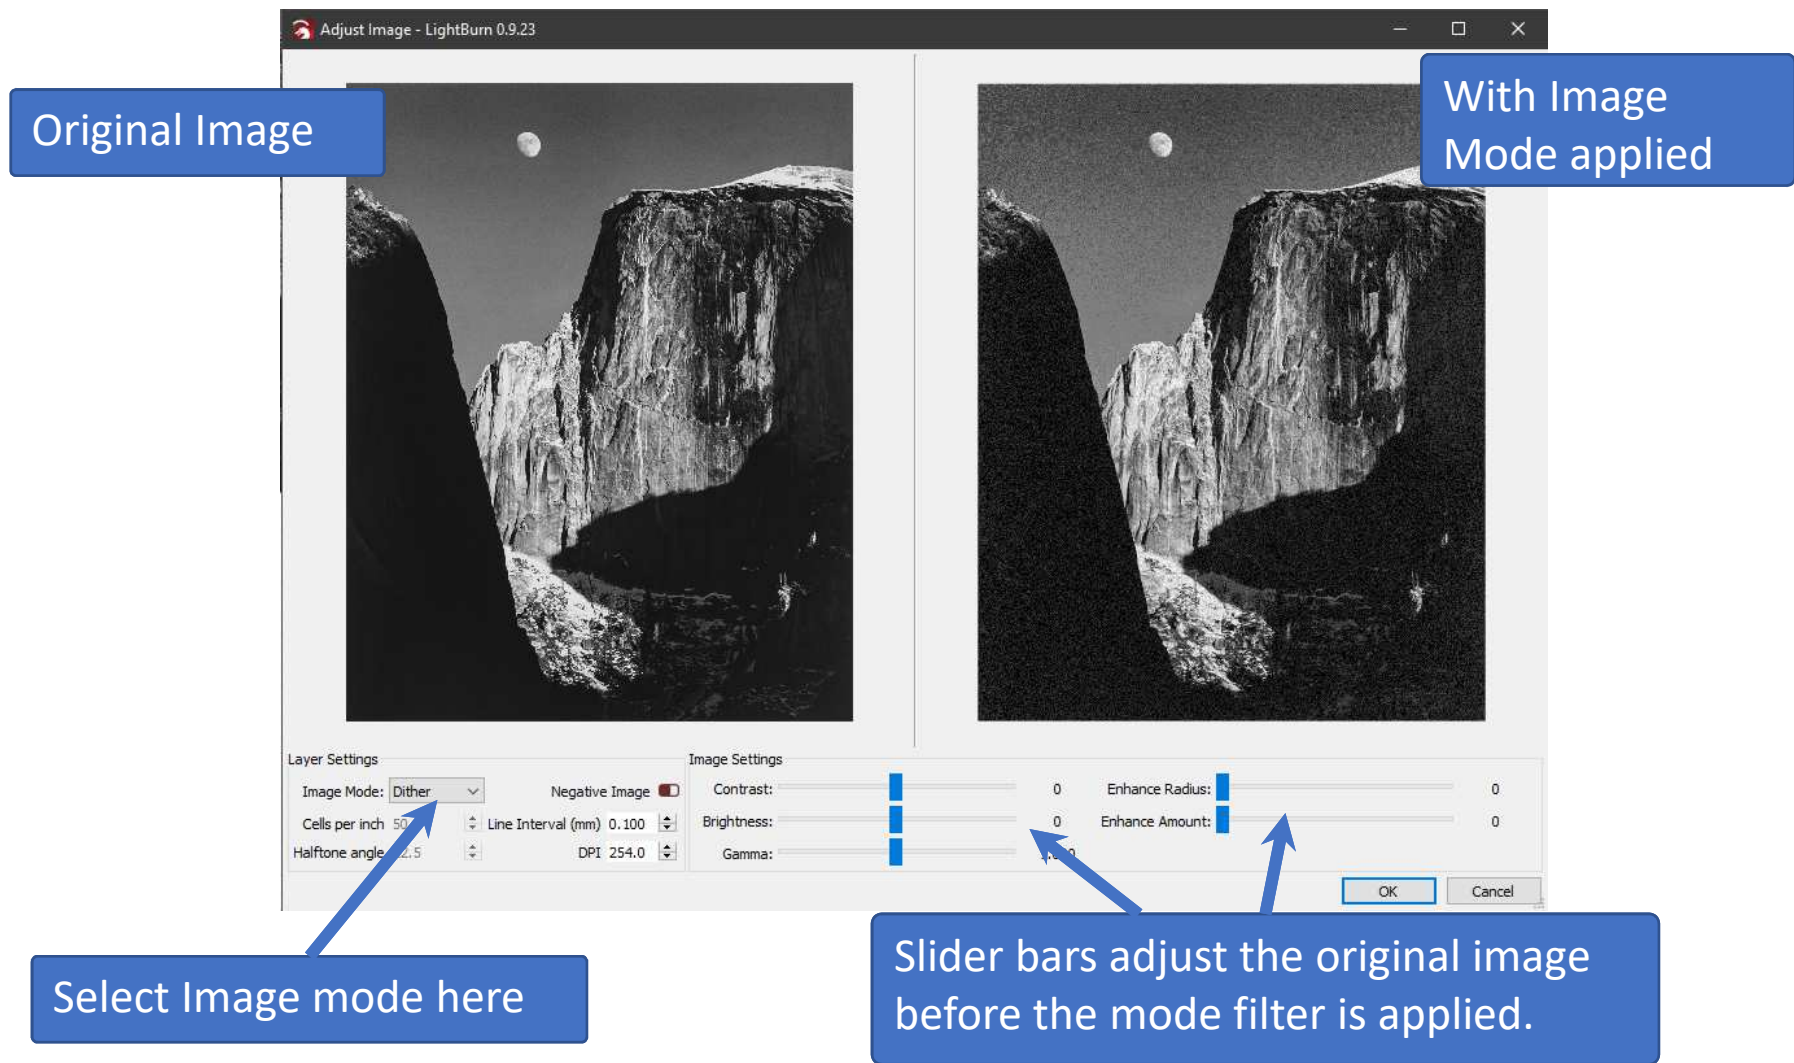 Adjust Image - LightBurn 0.9.23
Original Image
With Image
Mode applied
Layer Settings
Image Mode: Dither
Negative Image
Cells per inch 50
Line Interval (mm) 0.100
Halftone angle
DPI 254.0
Image Settings
Contrast: 0
Brightness: 0
Gamma:
Enhance Radius: 0
Enhance Amount: 0
OK
Cancel
Select Image mode here
Slider bars adjust the original image
before the mode filter is applied.